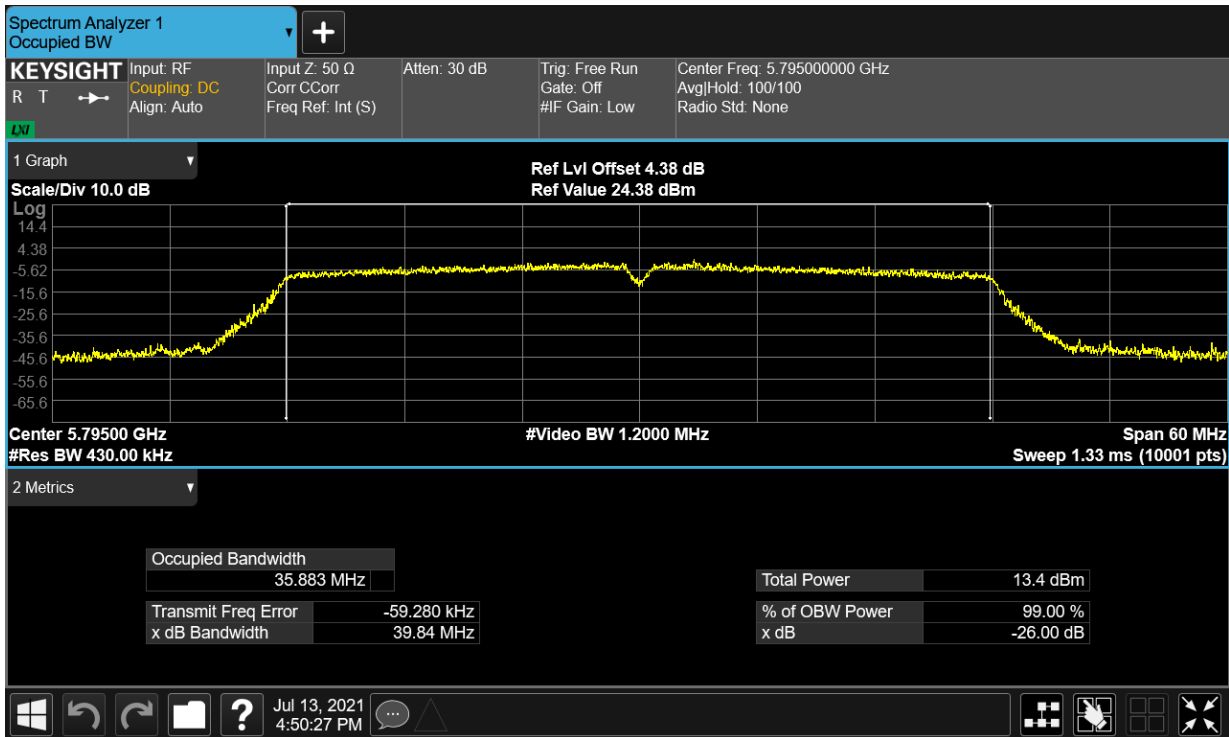 Spectrum Analyzer 1
Occupied BW
KEYSIGHT
R T
LXI
Input: RF
Coupling: DC
Align: Auto
Input Z: 50 Ω
Corr CCorr
Freq Ref: Int (S)
Atten: 30 dB
Trig: Free Run
Gate: Off
#IF Gain: Low
Center Freq: 5.795000000 GHz
Avg|Hold: 100/100
Radio Std: None
1 Graph
Scale/Div 10.0 dB
Ref Lvl Offset 4.38 dB
Ref Value 24.38 dBm
Log
14.4
4.38
-5.62
-15.6
-25.6
-35.6
-45.6
-55.6
-65.6
Center 5.79500 GHz
#Video BW 1.2000 MHz
Span 60 MHz
#Res BW 430.00 kHz
Sweep 1.33 ms (10001 pts)
2 Metrics
Occupied Bandwidth
35.883 MHz
Total Power 13.4 dBm
Transmit Freq Error -59.280 kHz
% of OBW Power 99.00 %
x dB Bandwidth 39.84 MHz
x dB -26.00 dB
?
Jul 13, 2021
4:50:27 PM